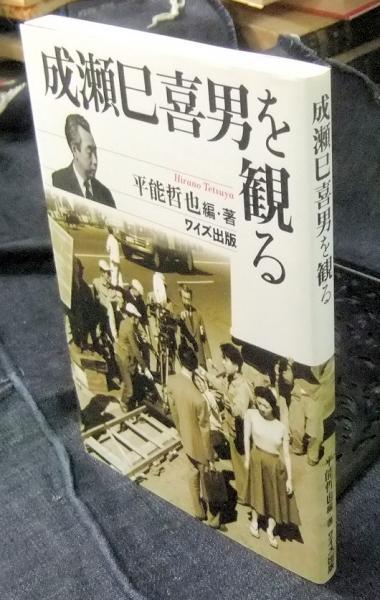 成瀬巳喜男を観る
Hirano Tetsuya
平能哲也 編・著
ワイズ出版
成瀬巳喜男を観る
平能哲也 編・著 ワイズ出版